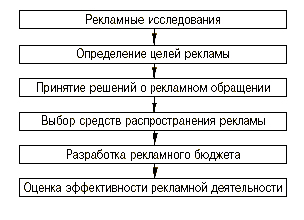 Рекламные исследования
Определение целей рекламы
Принятие решений о рекламном обращении
Выбор средств распространения рекламы
Разработка рекламного бюджета
Оценка эффективности рекламной деятельности